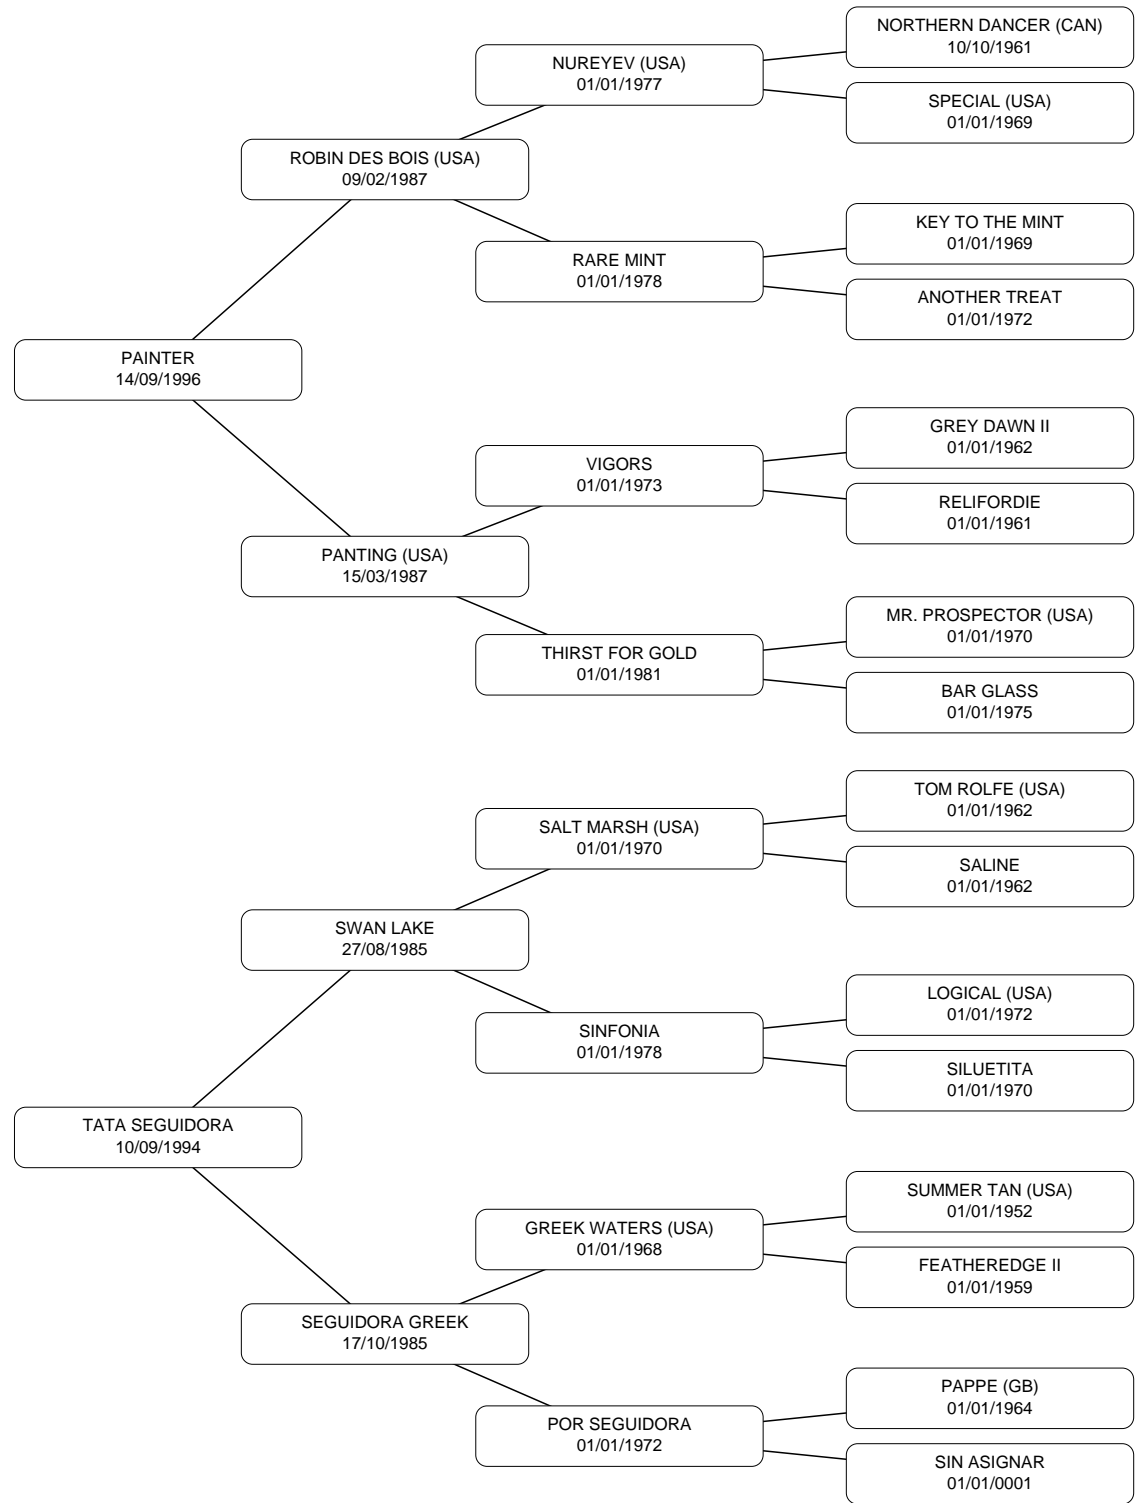 NORTHERN DANCER (CAN)
10/10/1961
NUREYEV (USA)
01/01/1977
SPECIAL (USA)
01/01/1969
ROBIN DES BOIS (USA)
09/02/1987
KEY TO THE MINT
01/01/1969
RARE MINT
01/01/1978
ANOTHER TREAT
01/01/1972
PAINTER
14/09/1996
GREY DAWN II
01/01/1962
VIGORS
01/01/1973
RELIFORDIE
01/01/1961
PANTING (USA)
15/03/1987
MR. PROSPECTOR (USA)
01/01/1970
THIRST FOR GOLD
01/01/1981
BAR GLASS
01/01/1975
TOM ROLFE (USA)
01/01/1962
SALT MARSH (USA)
01/01/1970
SALINE
01/01/1962
SWAN LAKE
27/08/1985
LOGICAL (USA)
01/01/1972
SINFONIA
01/01/1978
SILUETITA
01/01/1970
TATA SEGUIDORA
10/09/1994
SUMMER TAN (USA)
01/01/1952
GREEK WATERS (USA)
01/01/1968
FEATHEREDGE II
01/01/1959
SEGUIDORA GREEK
17/10/1985
PAPPE (GB)
01/01/1964
POR SEGUIDORA
01/01/1972
SIN ASIGNAR
01/01/0001